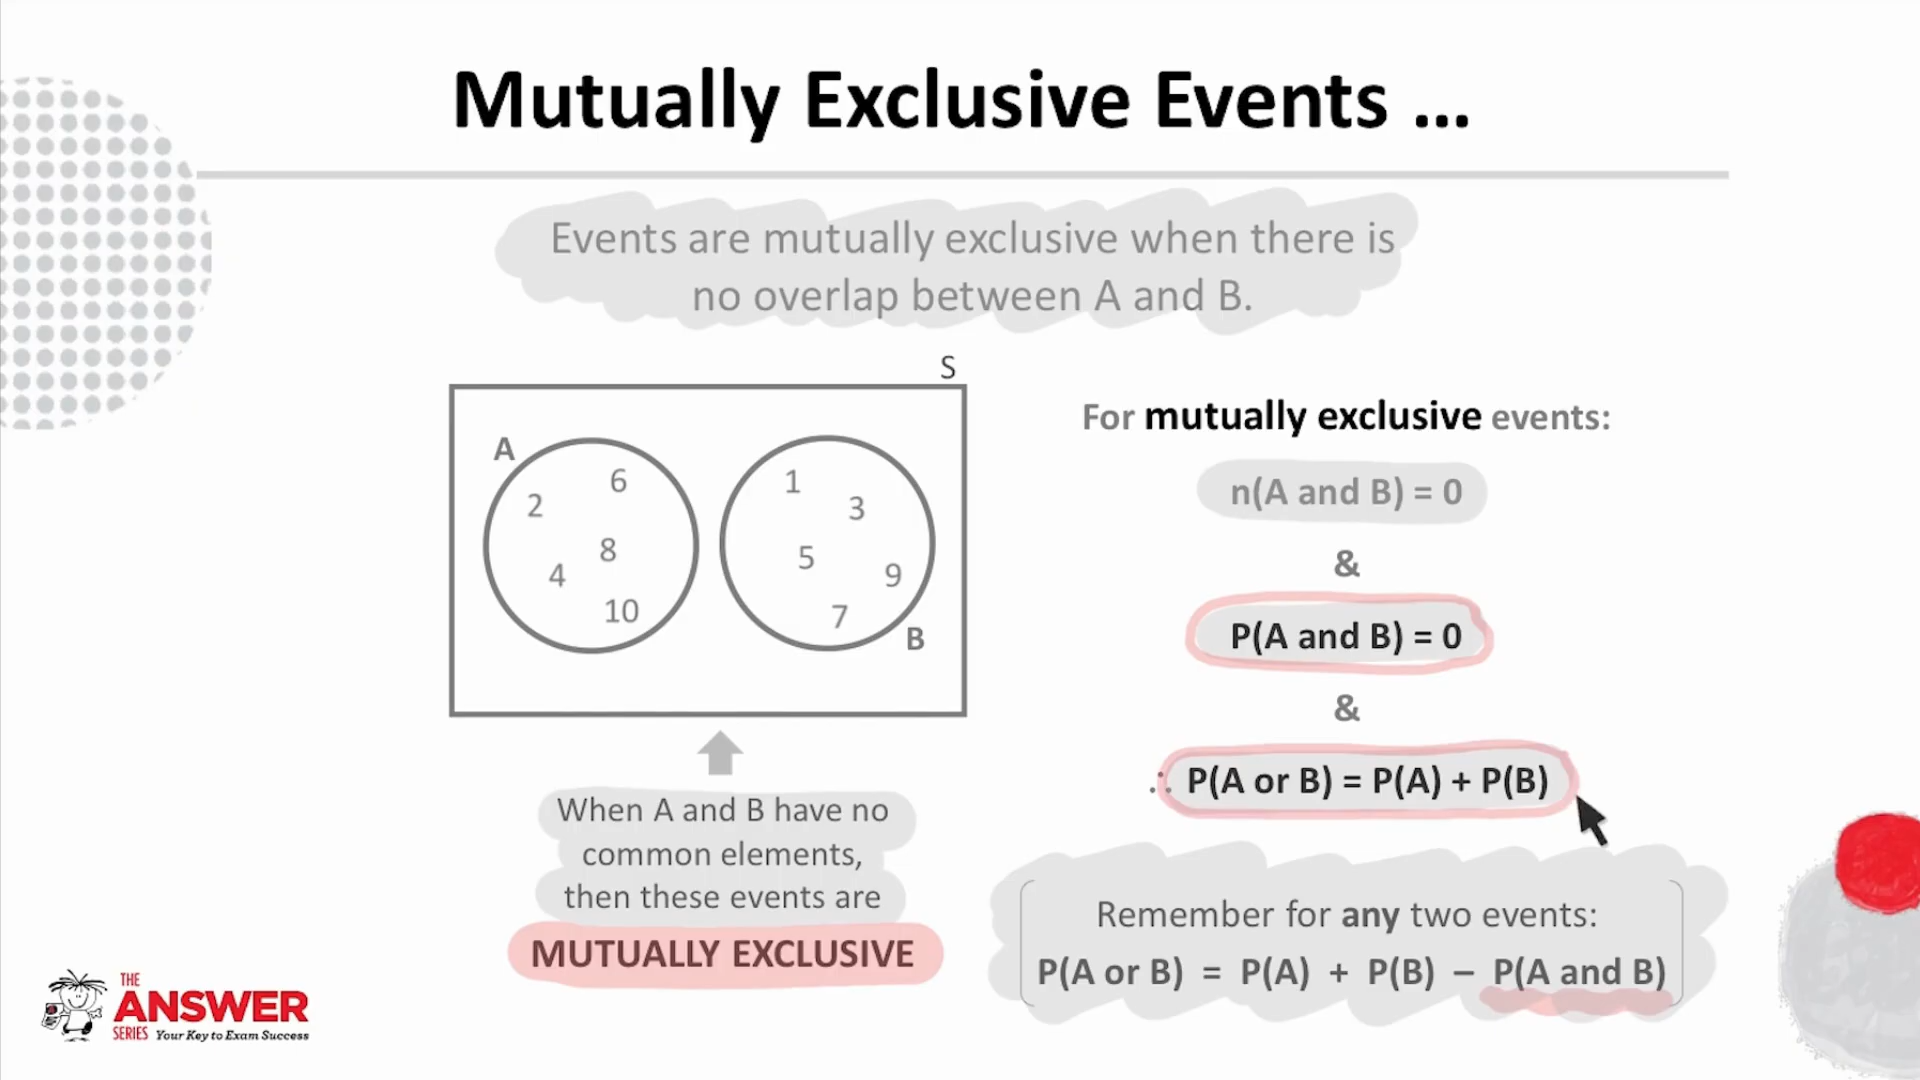 Mutually Exclusive Events ...
Events are mutually exclusive when there is
no overlap between A and B.
S
A
6
2
8
4
10
1
3
5
9
7
B
When A and B have no
common elements,
then these events are
MUTUALLY EXCLUSIVE
For mutually exclusive events:
n(A and B) = 0
&
P(A and B) = 0
&
∴ P(A or B) = P(A) + P(B)
Remember for any two events:
P(A or B) = P(A) + P(B) – P(A and B)
THE
ANSWER
SERIES Your Key to Exam Success